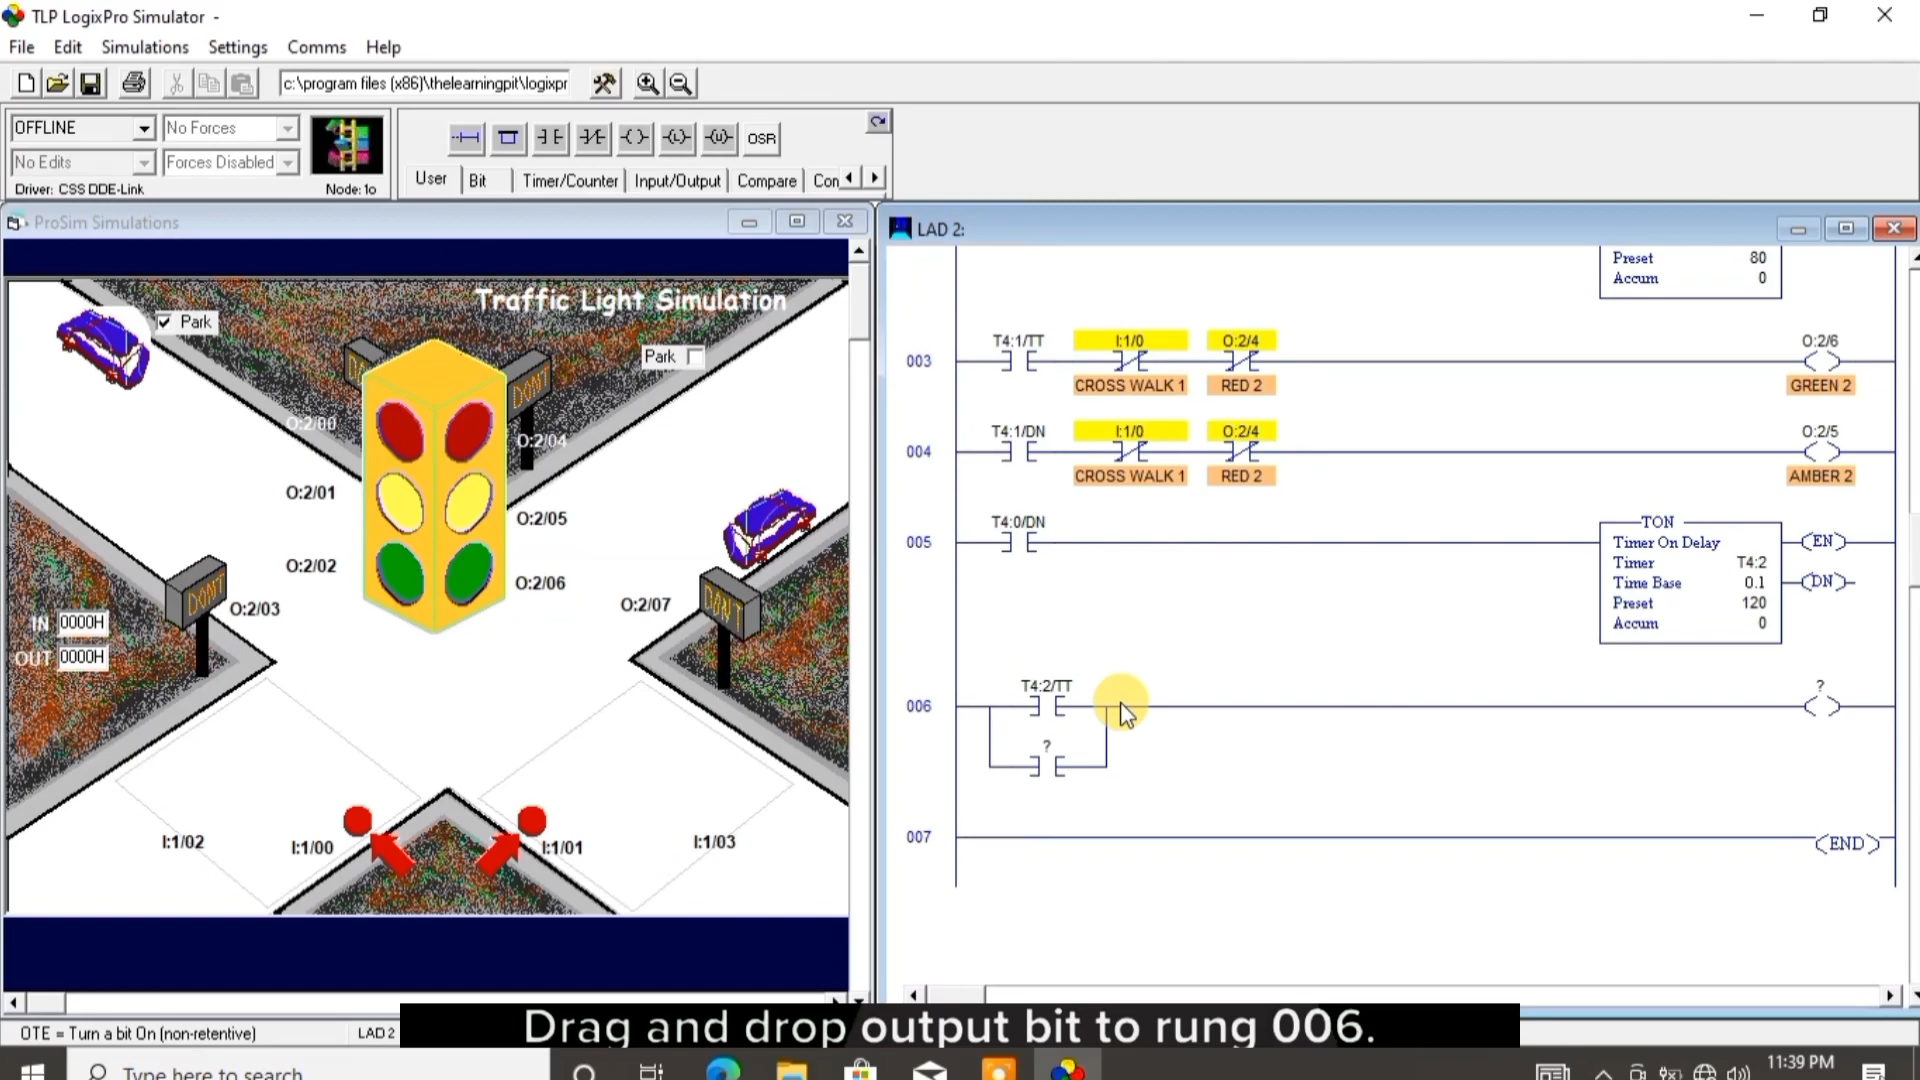 TLP LogixPro Simulator -
File Edit Simulations Settings Comms Help
c:\program files (x86)\thelearningpit\logixpr
OFFLINE No Forces
No Edits Forces Disabled
Driver: CSS DDE-Link Node: 1o
OSR
User Bit Timer/Counter Input/Output Compare Con
ProSim Simulations
Traffic Light Simulation
Park
Park
DONT
O:2/00
O:2/04
O:2/01
O:2/05
O:2/02
O:2/06
DONT
O:2/03
O:2/07
DONT
IN 0000H
OUT 0000H
I:1/02
I:1/00
I:1/01
I:1/03
LAD 2:
Preset 80
Accum 0
T4:1/TT I:1/0 O:2/4 O:2/6
003
CROSS WALK 1 RED 2 GREEN 2
T4:1/DN I:1/0 O:2/4 O:2/5
004
CROSS WALK 1 RED 2 AMBER 2
T4:0/DN TON
005 Timer On Delay EN
Timer T4:2
Time Base 0.1 DN
Preset 120
Accum 0
T4:2/TT ?
006
?
007 END
OTE = Turn a bit On (non-retentive) LAD 2
Drag and drop output bit to rung 006.
Type here to search
11:39 PM